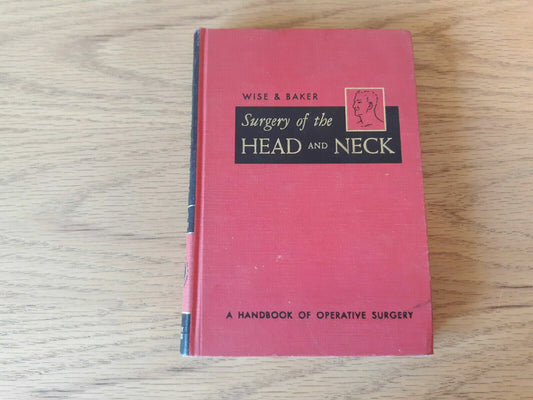 WISE & BAKER
Surgery of the
HEAD AND NECK
A HANDBOOK OF OPERATIVE SURGERY